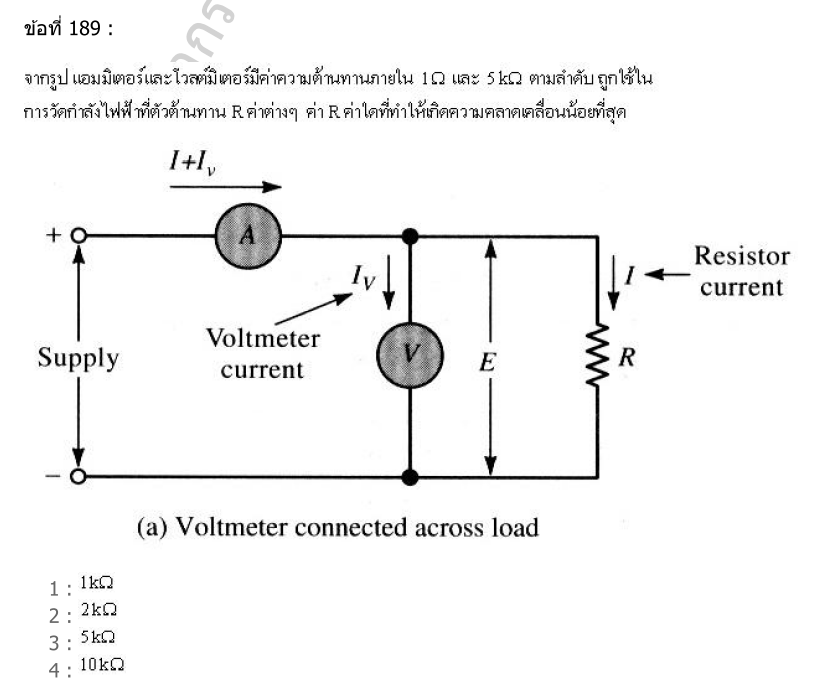 ข้อที่ 189 :
กร
จากรูป แอมมิเตอร์และโวลต์มิเตอร์มีค่าความต้านทานภายใน 1Ω และ 5 kΩ ตามลำดับ ถูกใช้ใน
การวัดกำลังไฟฟ้าที่ตัวต้านทาน R ค่าต่างๆ ค่า R ค่าใดที่ทำให้เกิดความคลาดเคลื่อนน้อยที่สุด
I+Iv
+
A
Resistor
current
I
IV
Voltmeter
current
V
Supply
E
R
−
(a) Voltmeter connected across load
1 : 1kΩ
2 : 2kΩ
3 : 5kΩ
4 : 10kΩ